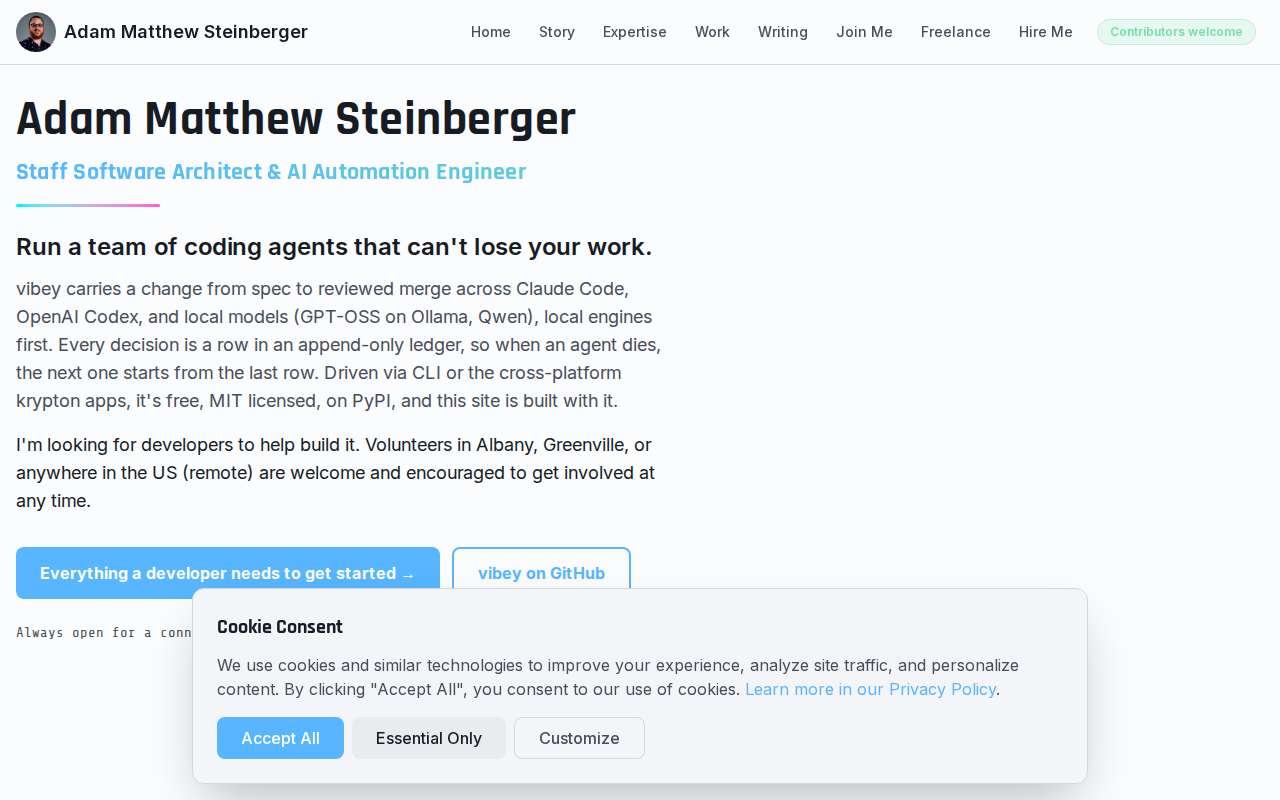 Adam Matthew Steinberger
Home
Story
Expertise
Work
Writing
Join Me
Freelance
Hire Me
Contributors welcome
Adam Matthew Steinberger
Staff Software Architect & AI Automation Engineer
Run a team of coding agents that can't lose your work.
vibey carries a change from spec to reviewed merge across Claude Code,
OpenAI Codex, and local models (GPT-OSS on Ollama, Qwen), local engines
first. Every decision is a row in an append-only ledger, so when an agent dies,
the next one starts from the last row. Driven via CLI or the cross-platform
krypton apps, it's free, MIT licensed, on PyPI, and this site is built with it.
I'm looking for developers to help build it. Volunteers in Albany, Greenville, or
anywhere in the US (remote) are welcome and encouraged to get involved at
any time.
Everything a developer needs to get started →
vibey on GitHub
Always open for a conn
Cookie Consent
We use cookies and similar technologies to improve your experience, analyze site traffic, and personalize
content. By clicking "Accept All", you consent to our use of cookies. Learn more in our Privacy Policy.
Accept All
Essential Only
Customize